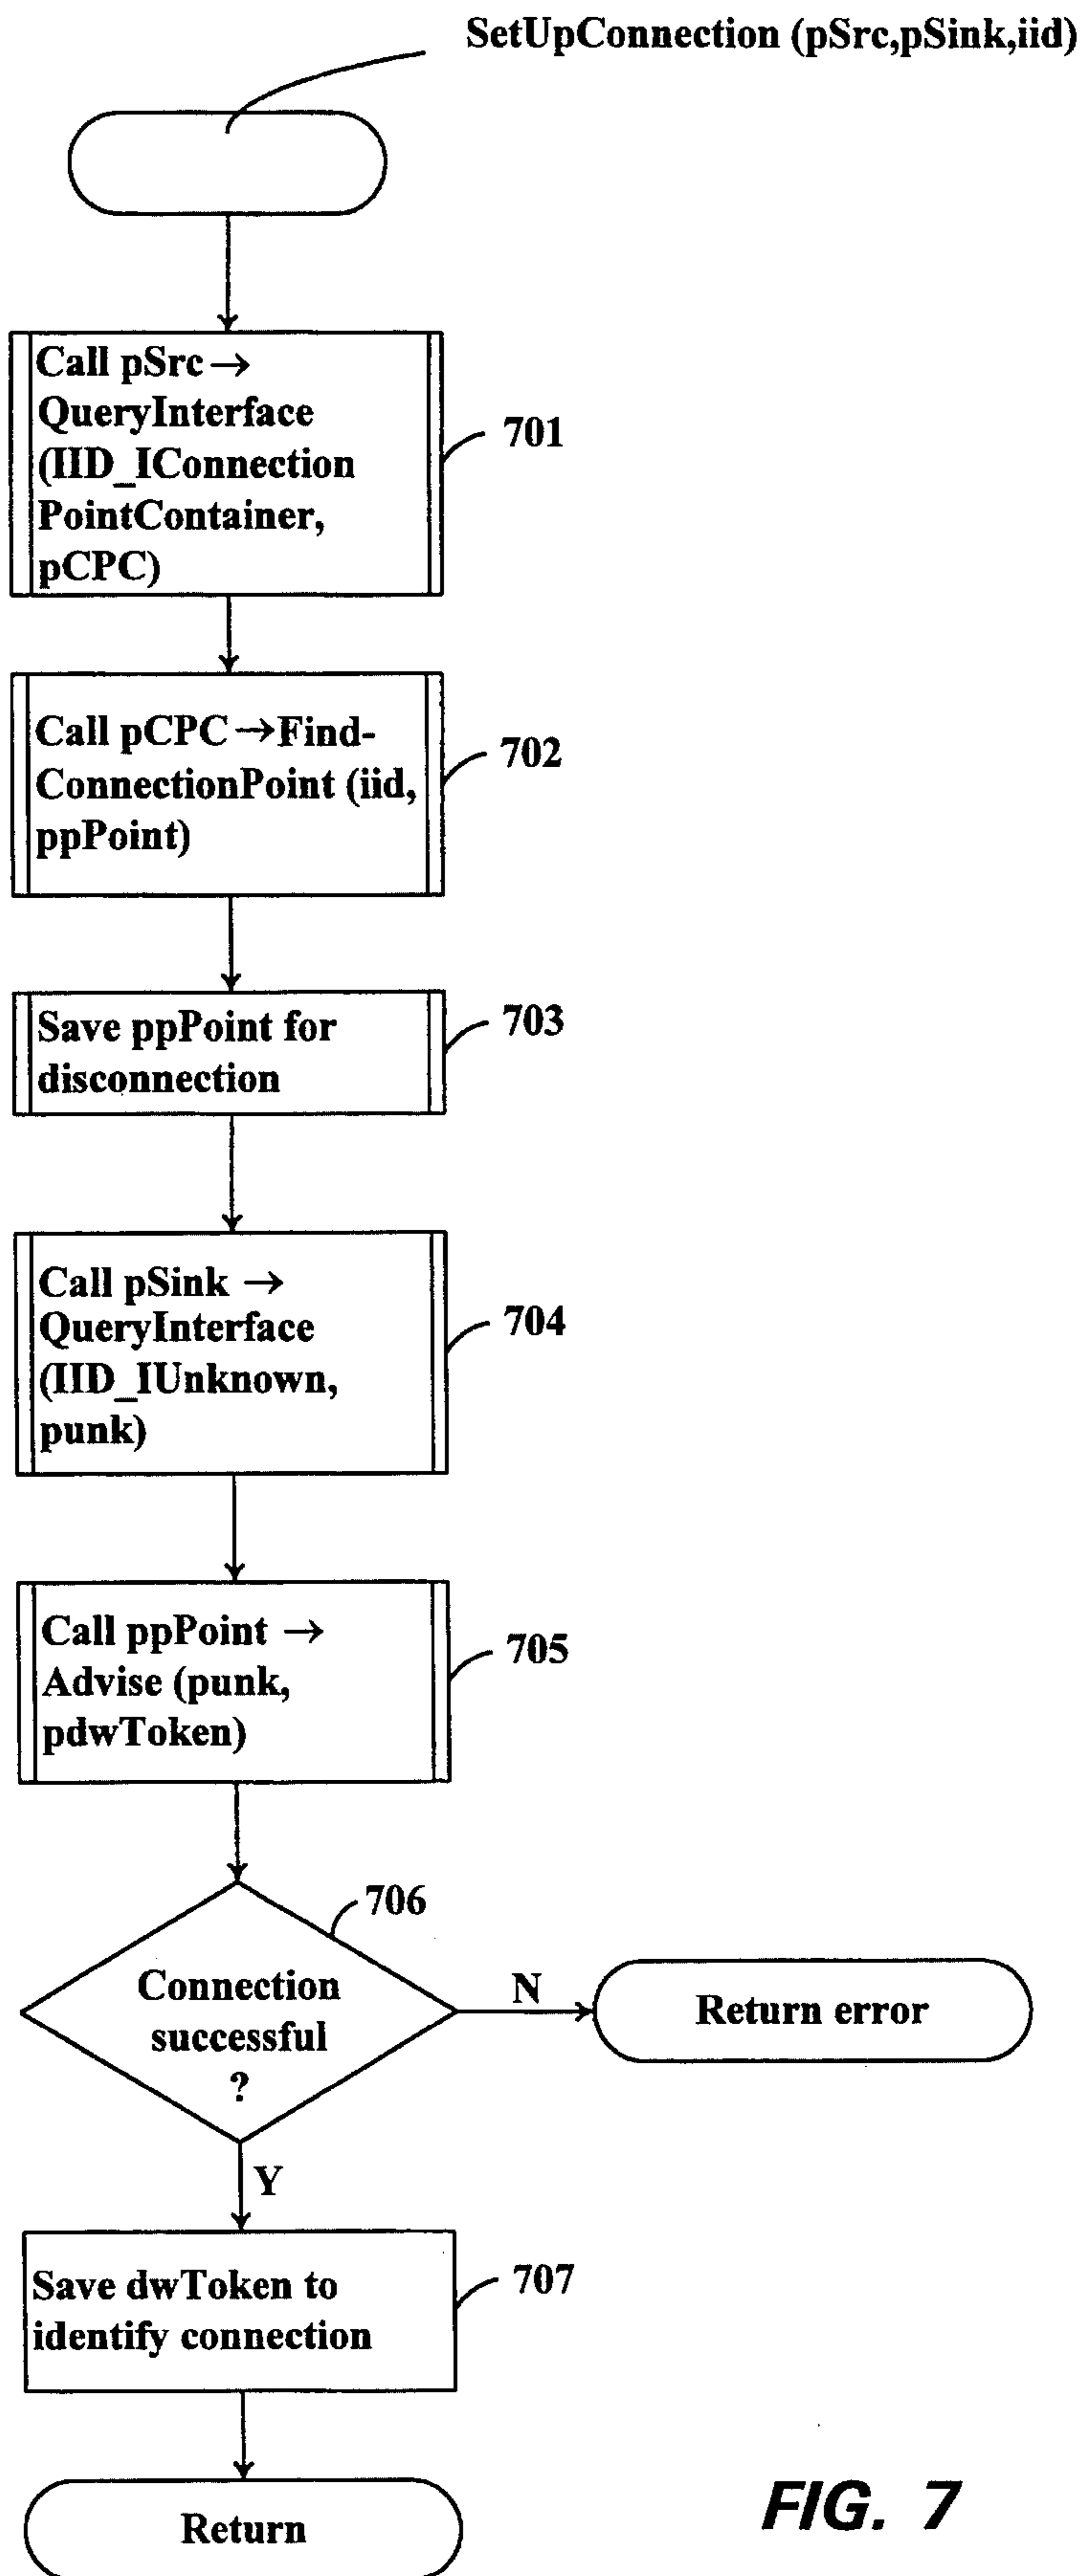 SetUpConnection (pSrc,pSink,iid)
Call pSrc →
QueryInterface
(IID_IConnection
PointContainer,
pCPC)
701
Call pCPC →Find-
ConnectionPoint (iid,
ppPoint)
702
Save ppPoint for
disconnection
703
Call pSink →
QueryInterface
(IID_IUnknown,
punk)
704
Call ppPoint →
Advise (punk,
pdwToken)
705
706
Connection
successful
?
N
Return error
Y
Save dwToken to
identify connection
707
Return
FIG. 7